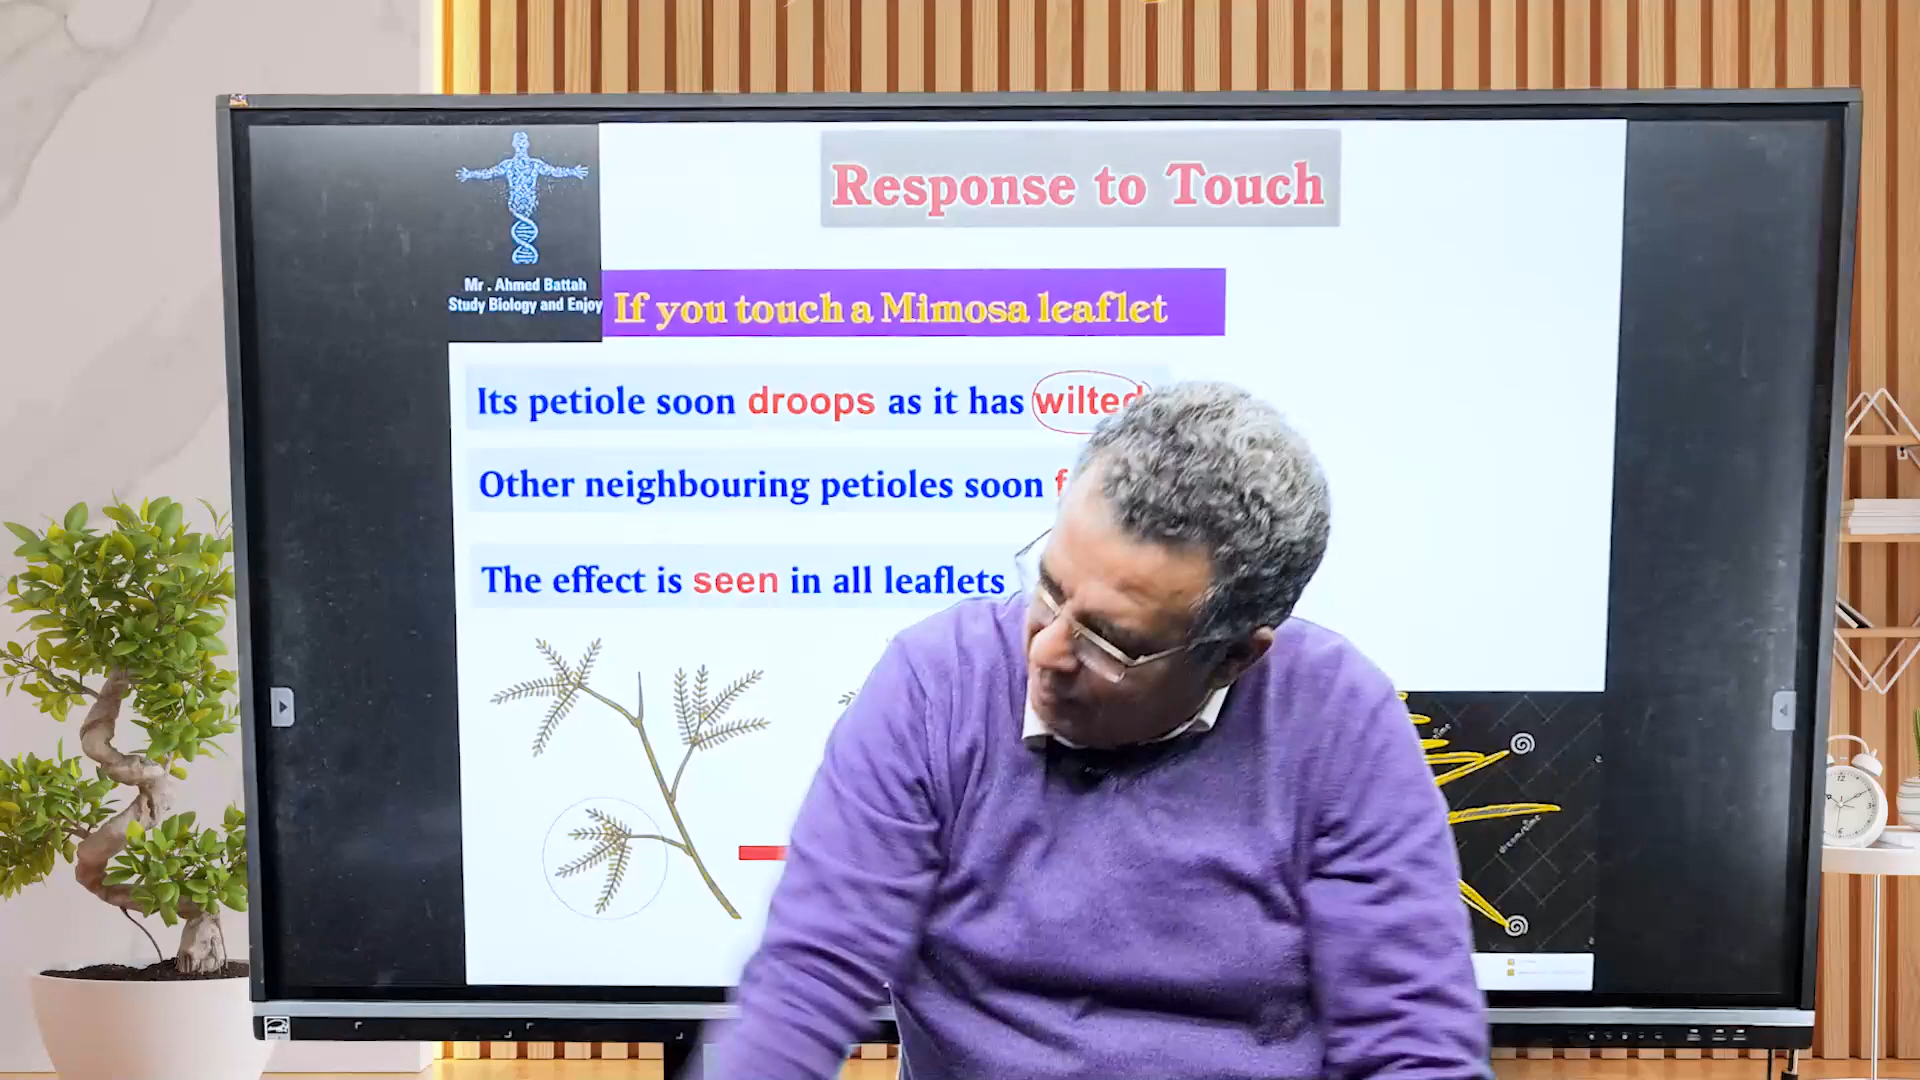 Response to Touch
Mr . Ahmed Battah
Study Biology and Enjoy
If you touch a Mimosa leaflet
Its petiole soon droops as it has wilted
Other neighbouring petioles soon
The effect is seen in all leaflets